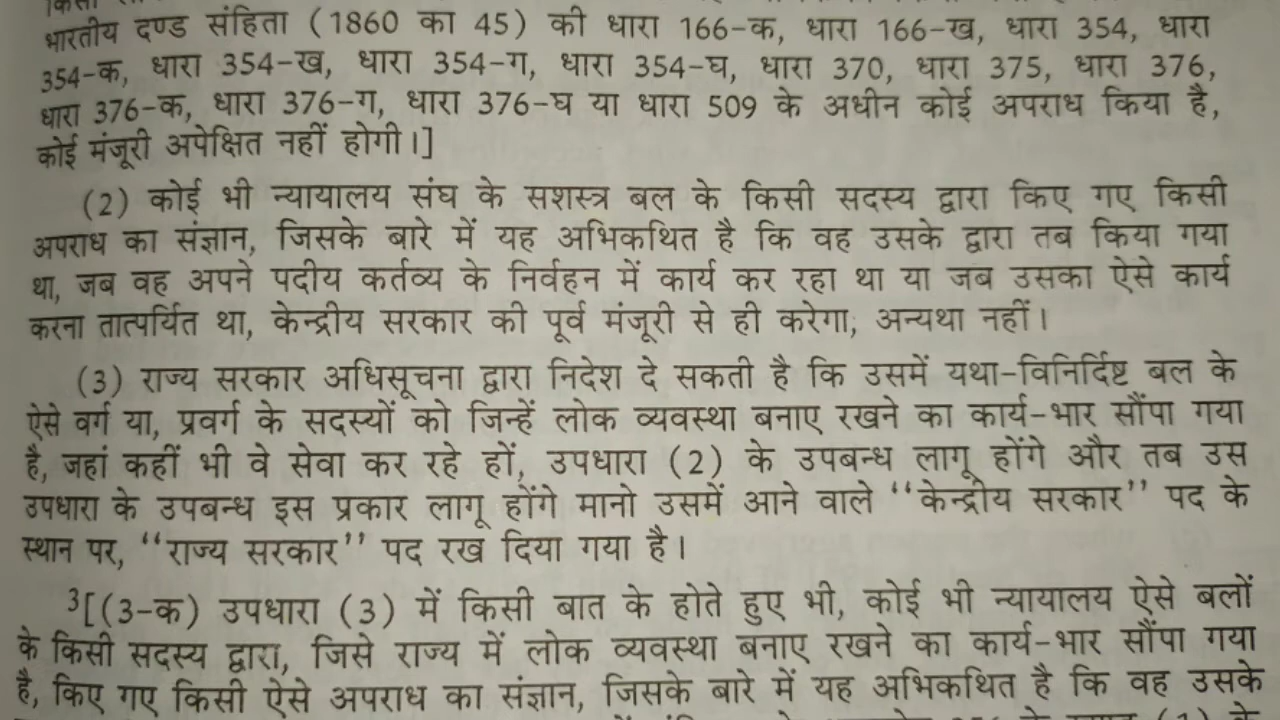 भारतीय दण्ड संहिता (1860 का 45) की धारा 166-क, धारा 166-ख, धारा 354, धारा
354-क, धारा 354-ख, धारा 354-ग, धारा 354-घ, धारा 370, धारा 375, धारा 376,
धारा 376-क, धारा 376-ग, धारा 376-घ या धारा 509 के अधीन कोई अपराध किया है,
कोई मंजूरी अपेक्षित नहीं होगी।]
(2) कोई भी न्यायालय संघ के सशस्त्र बल के किसी सदस्य द्वारा किए गए किसी
अपराध का संज्ञान, जिसके बारे में यह अभिकथित है कि वह उसके द्वारा तब किया गया
था, जब वह अपने पदीय कर्तव्य के निर्वहन में कार्य कर रहा था या जब उसका ऐसे कार्य
करना तात्पर्यित था, केन्द्रीय सरकार की पूर्व मंजूरी से ही करेगा, अन्यथा नहीं।
(3) राज्य सरकार अधिसूचना द्वारा निदेश दे सकती है कि उसमें यथा-विनिर्दिष्ट बल के
ऐसे वर्ग या, प्रवर्ग के सदस्यों को जिन्हें लोक व्यवस्था बनाए रखने का कार्य-भार सौंपा गया
है, जहां कहीं भी वे सेवा कर रहे हों, उपधारा (2) के उपबन्ध लागू होंगे और तब उस
उपधारा के उपबन्ध इस प्रकार लागू होंगे मानो उसमें आने वाले ‘‘केन्द्रीय सरकार’’ पद के
स्थान पर, ‘‘राज्य सरकार’’ पद रख दिया गया है।
3[(3-क) उपधारा (3) में किसी बात के होते हुए भी, कोई भी न्यायालय ऐसे बलों
के किसी सदस्य द्वारा, जिसे राज्य में लोक व्यवस्था बनाए रखने का कार्य-भार सौंपा गया
है, किए गए किसी ऐसे अपराध का संज्ञान, जिसके बारे में यह अभिकथित है कि वह उसके